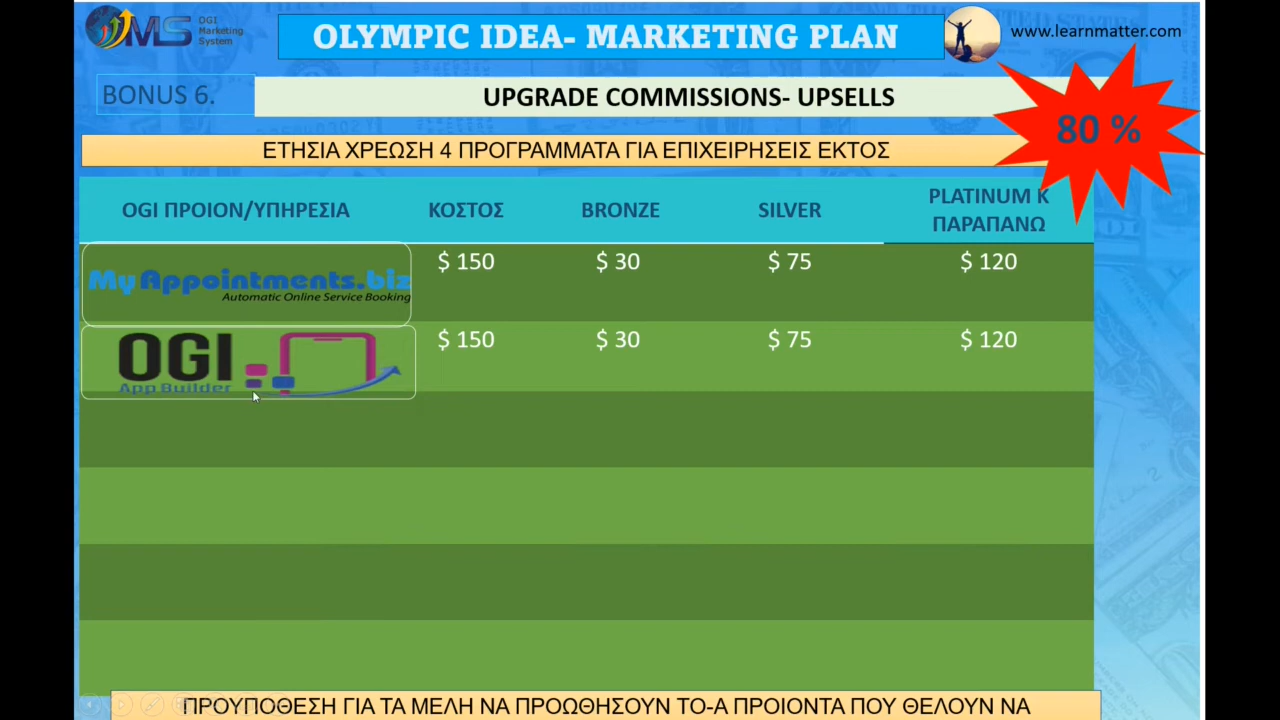 OMS OGI
Marketing
System
OLYMPIC IDEA- MARKETING PLAN
www.learnmatter.com
BONUS 6.
UPGRADE COMMISSIONS- UPSELLS
80 %
ΕΤΗΣΙΑ ΧΡΕΩΣΗ 4 ΠΡΟΓΡΑΜΜΑΤΑ ΓΙΑ ΕΠΙΧΕΙΡΗΣΕΙΣ ΕΚΤΟΣ
OGI ΠΡΟΙΟΝ/ΥΠΗΡΕΣΙΑ ΚΟΣΤΟΣ BRONZE SILVER PLATINUM Κ
ΠΑΡΑΠΑΝΩ
MyAppointments.biz $ 150 $ 30 $ 75 $ 120
Automatic Online Service Booking
OGI $ 150 $ 30 $ 75 $ 120
App Builder
ΠΡΟΥΠΟΘΕΣΗ ΓΙΑ ΤΑ ΜΕΛΗ ΝΑ ΠΡΟΩΘΗΣΟΥΝ ΤΟ-Α ΠΡΟΙΟΝΤΑ ΠΟΥ ΘΕΛΟΥΝ ΝΑ